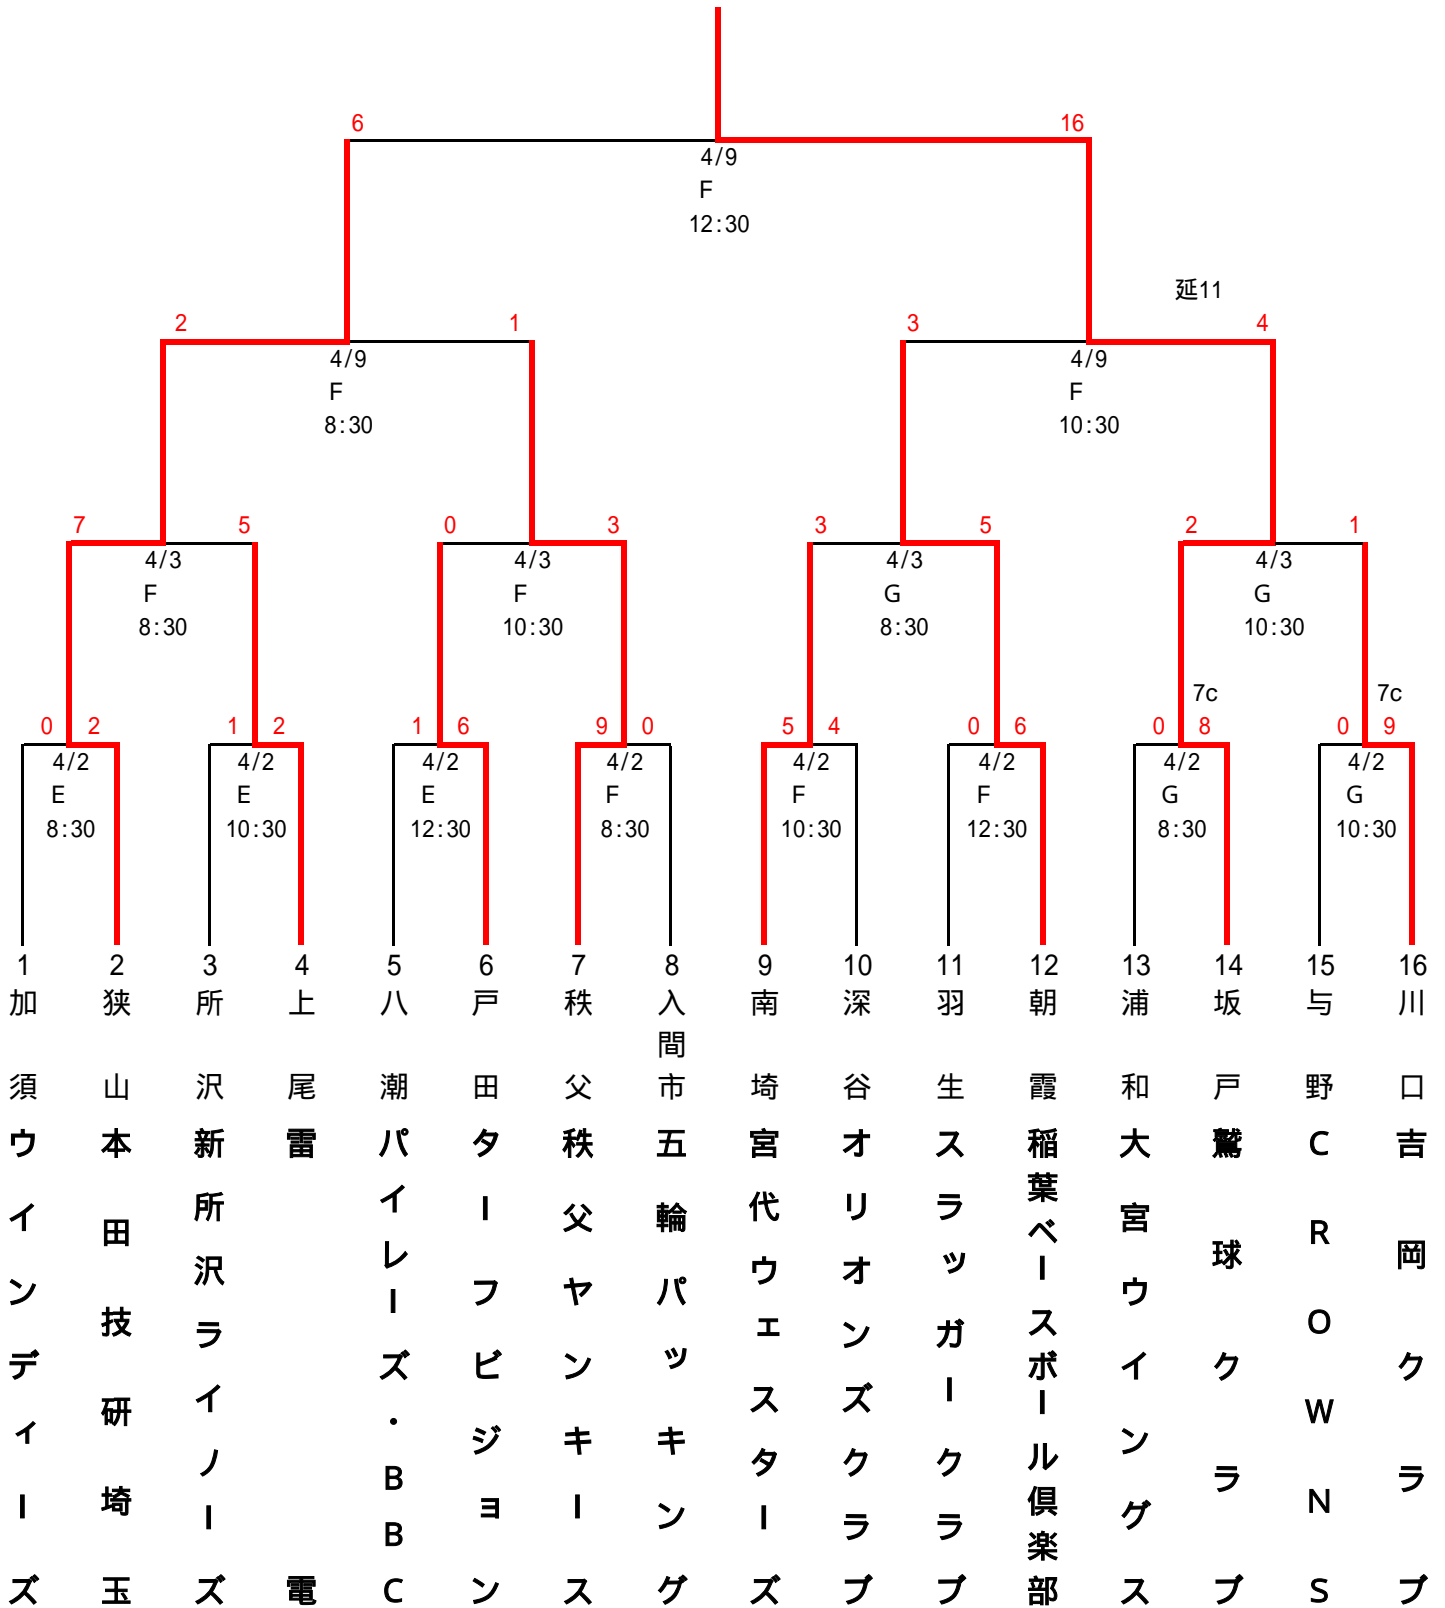 6 16
4/9
F
12:30
延11
2 1 3 4
4/9 4/9
F F
8:30 10:30
7 5 0 3 3 5 2 1
4/3 4/3 4/3 4/3
F F G G
8:30 10:30 8:30 10:30
7c 7c
0 2 1 2 1 6 9 0 5 4 0 6 0 8 0 9
4/2 4/2 4/2 4/2 4/2 4/2 4/2 4/2
E E E F F F G G
8:30 10:30 12:30 8:30 10:30 12:30 8:30 10:30
1 2 3 4 5 6 7 8 9 10 11 12 13 14 15 16
加須
ウインディーズ
狭山
本田技研埼玉
所沢
新所沢ライノーズ
上尾
雷電
八潮
パイレーズ・BBC
戸田
ターフビジョン
秩父
秩父ヤンキース
入間市
五輪パッキング
南埼
宮代ウェスターズ
深谷
オリオンズクラブ
羽生
スラッガークラブ
朝霞
稲葉ベースボール倶楽部
浦和
大宮ウイングス
坂戸
鷲球クラブ
与野
CROWNS
川口
吉岡クラブ